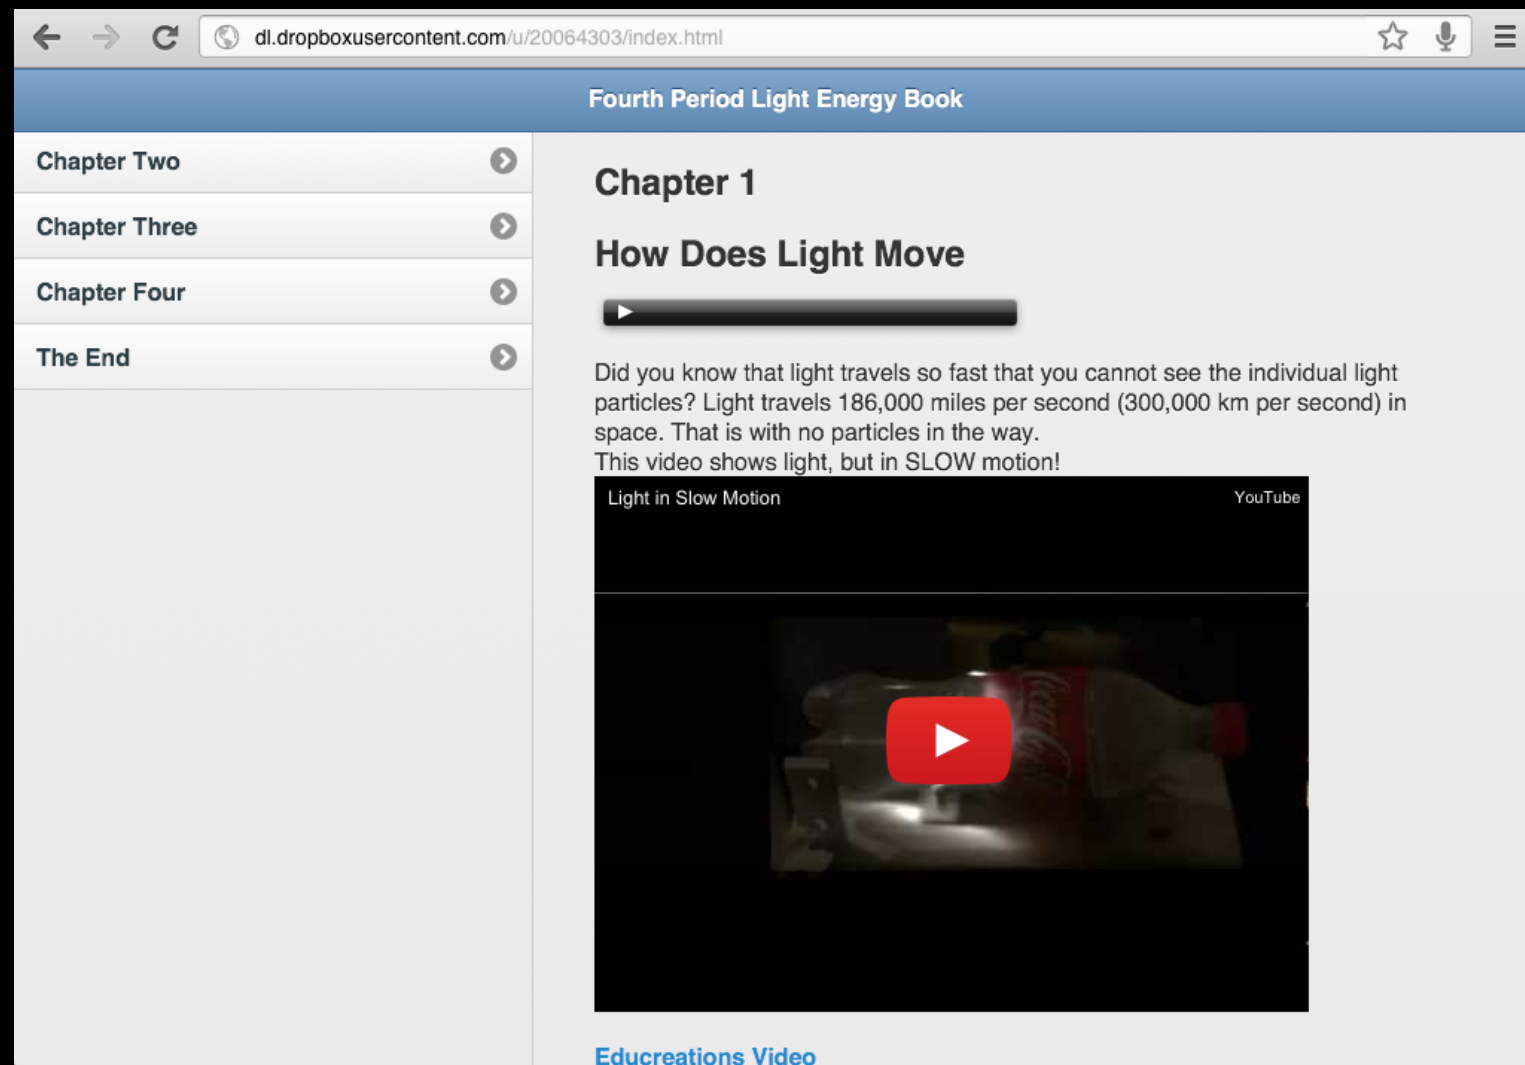 dl.dropboxusercontent.com/u/20064303/index.html
Fourth Period Light Energy Book
Chapter Two
Chapter Three
Chapter Four
The End
Chapter 1
How Does Light Move
Did you know that light travels so fast that you cannot see the individual light
particles? Light travels 186,000 miles per second (300,000 km per second) in
space. That is with no particles in the way.
This video shows light, but in SLOW motion!
Light in Slow Motion
YouTube
Coca-Cola
Educreations Video